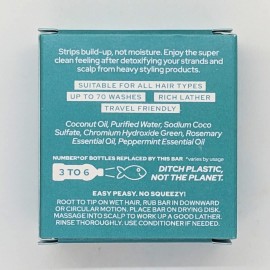 Strips build-up, not moisture. Enjoy the super
clean feeling after detoxifying your strands and
scalp from heavy styling products.
SUITABLE FOR ALL HAIR TYPES
UP TO 70 WASHES RICH LATHER
TRAVEL FRIENDLY
Coconut Oil, Purified Water, Sodium Coco
Sulfate, Chromium Hydroxide Green, Rosemary
Essential Oil, Peppermint Essential Oil
NUMBER* OF BOTTLES REPLACED BY THIS BAR *varies by usage
3 TO 6
DITCH PLASTIC,
NOT THE PLANET.
EASY PEASY. NO SQUEEZY!
ROOT TO TIP ON WET HAIR, RUB BAR IN DOWNWARD
OR CIRCULAR MOTION. PLACE BAR ON DRYING DISK.
MASSAGE INTO SCALP TO WORK UP A GOOD LATHER.
RINSE THOROUGHLY. USE CONDITIONER IF NEEDED.